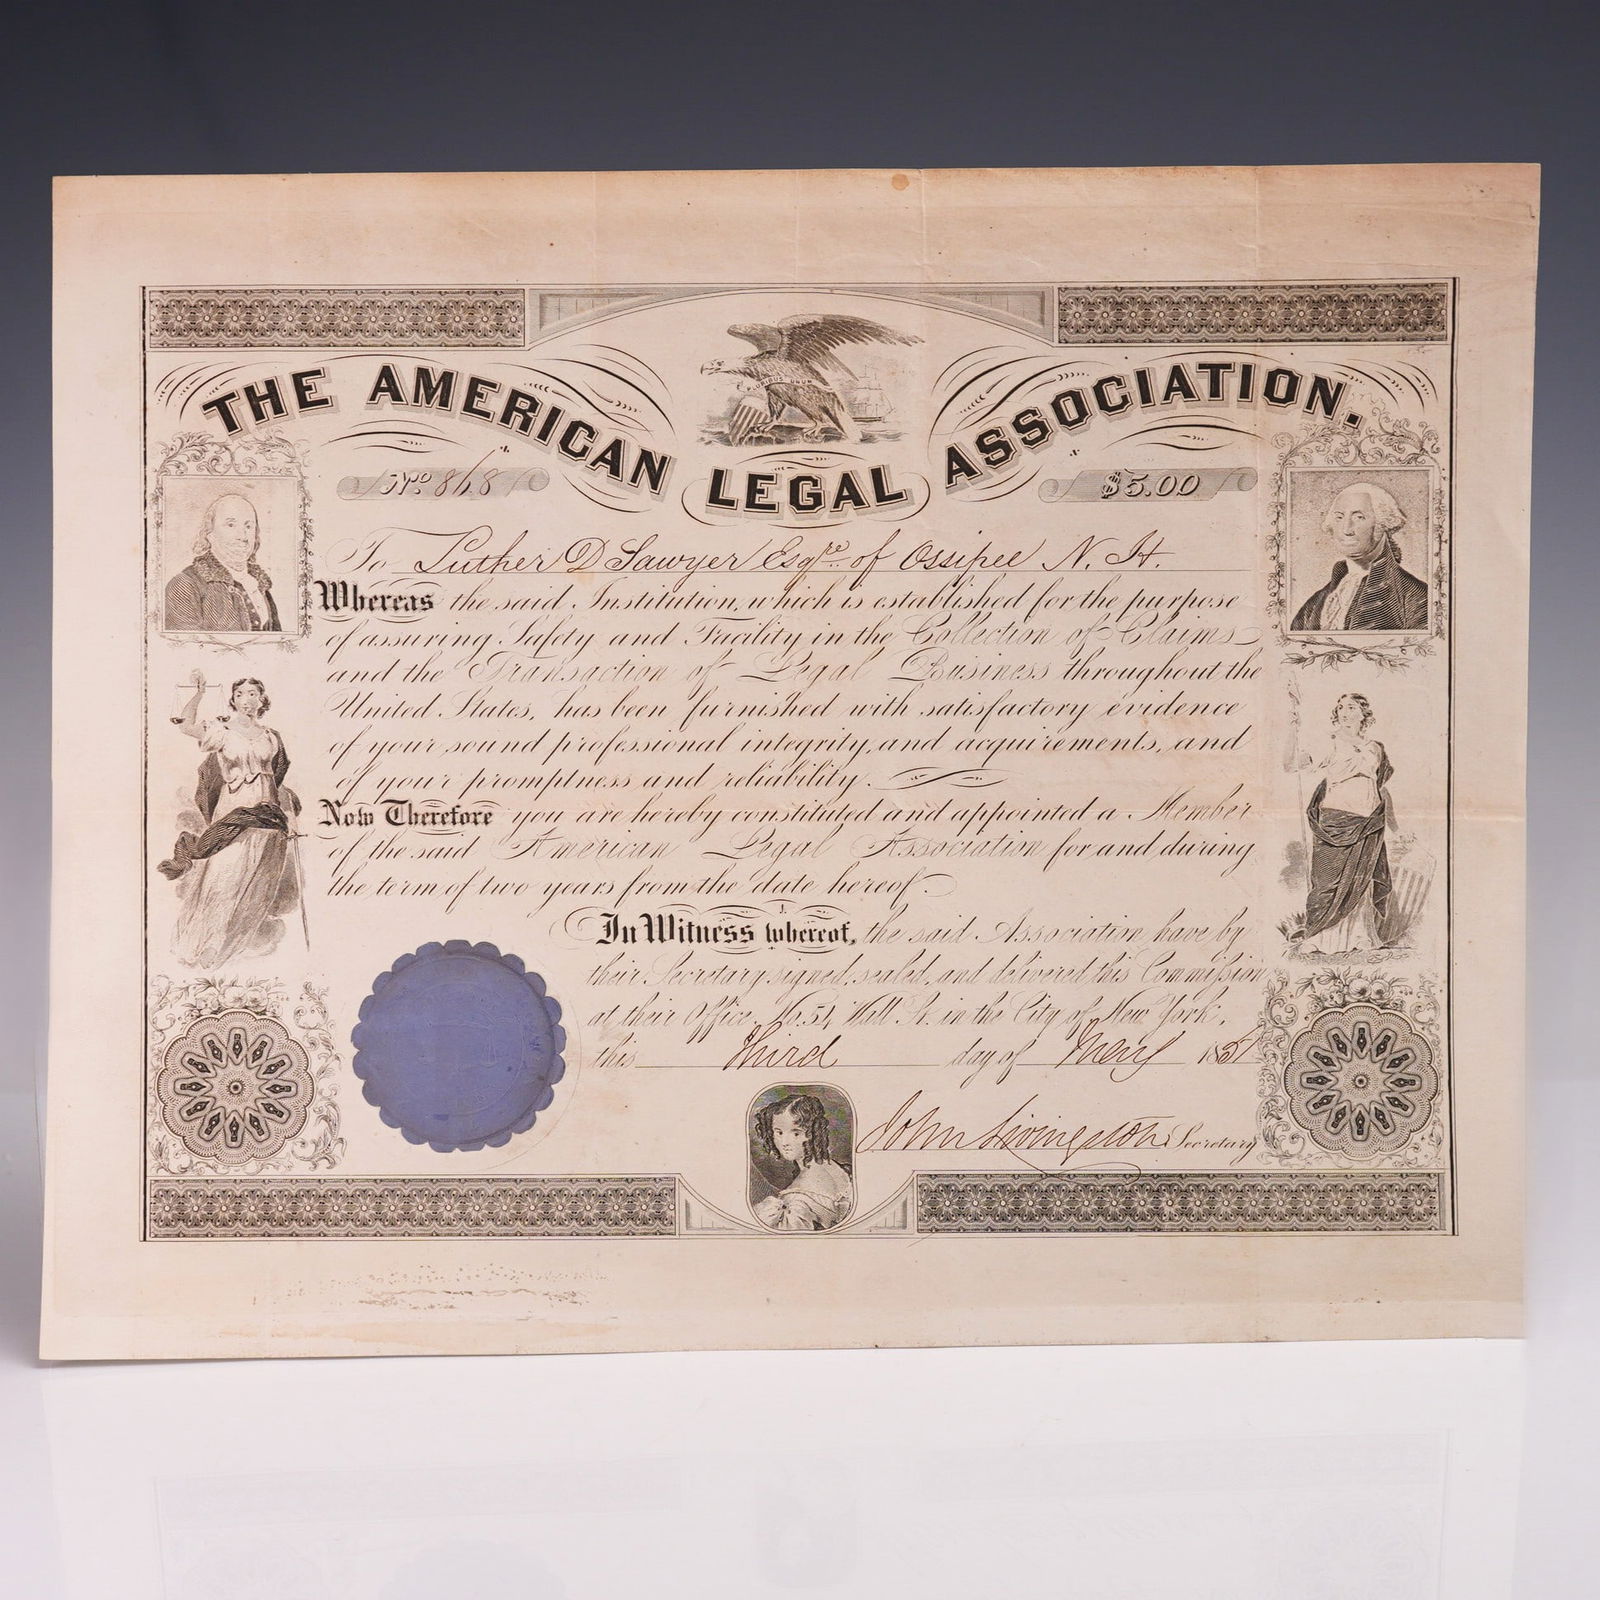 PLURIBUS UNUM
THE AMERICAN LEGAL ASSOCIATION.
No. 868
$5.00
To Luther D Sawyer Esqre of Ossipee N. H.
Whereas the said Institution, which is established for the purpose
of assuring Safety and Facility in the Collection of Claims
and the Transaction of Legal Business throughout the
United States, has been furnished with satisfactory evidence
of your sound professional integrity, and acquirements, and
of your promptness and reliability.
Now Therefore you are hereby constituted and appointed a Member
of the said American Legal Association for and during
the term of two years from the date hereof.
In Witness whereof, the said Association have by
their Secretary signed, sealed, and delivered this Commission
at their Office, No. 54 Wall St. in the City of New York,
this third day of May 1851
John Livingston Secretary